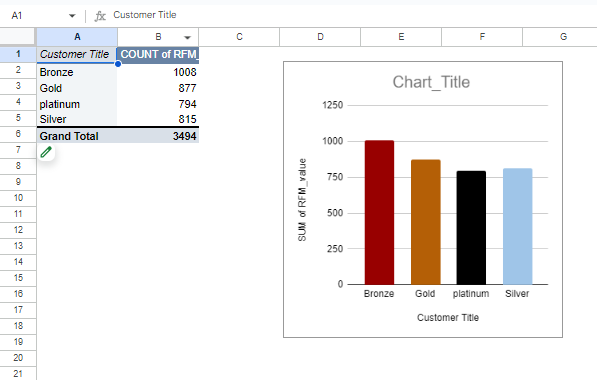 A1 fx Customer Title
A B C D E F G
1 Customer Title COUNT of RFM_
2 Bronze 1008
3 Gold 877
4 platinum 794
5 Silver 815
6 Grand Total 3494
7
8
9
10
11
12
13
14
15
16
17
18
19
20
21
Chart_Title
SUM of RFM_value
1250
1000
750
500
250
0
Bronze Gold platinum Silver
Customer Title